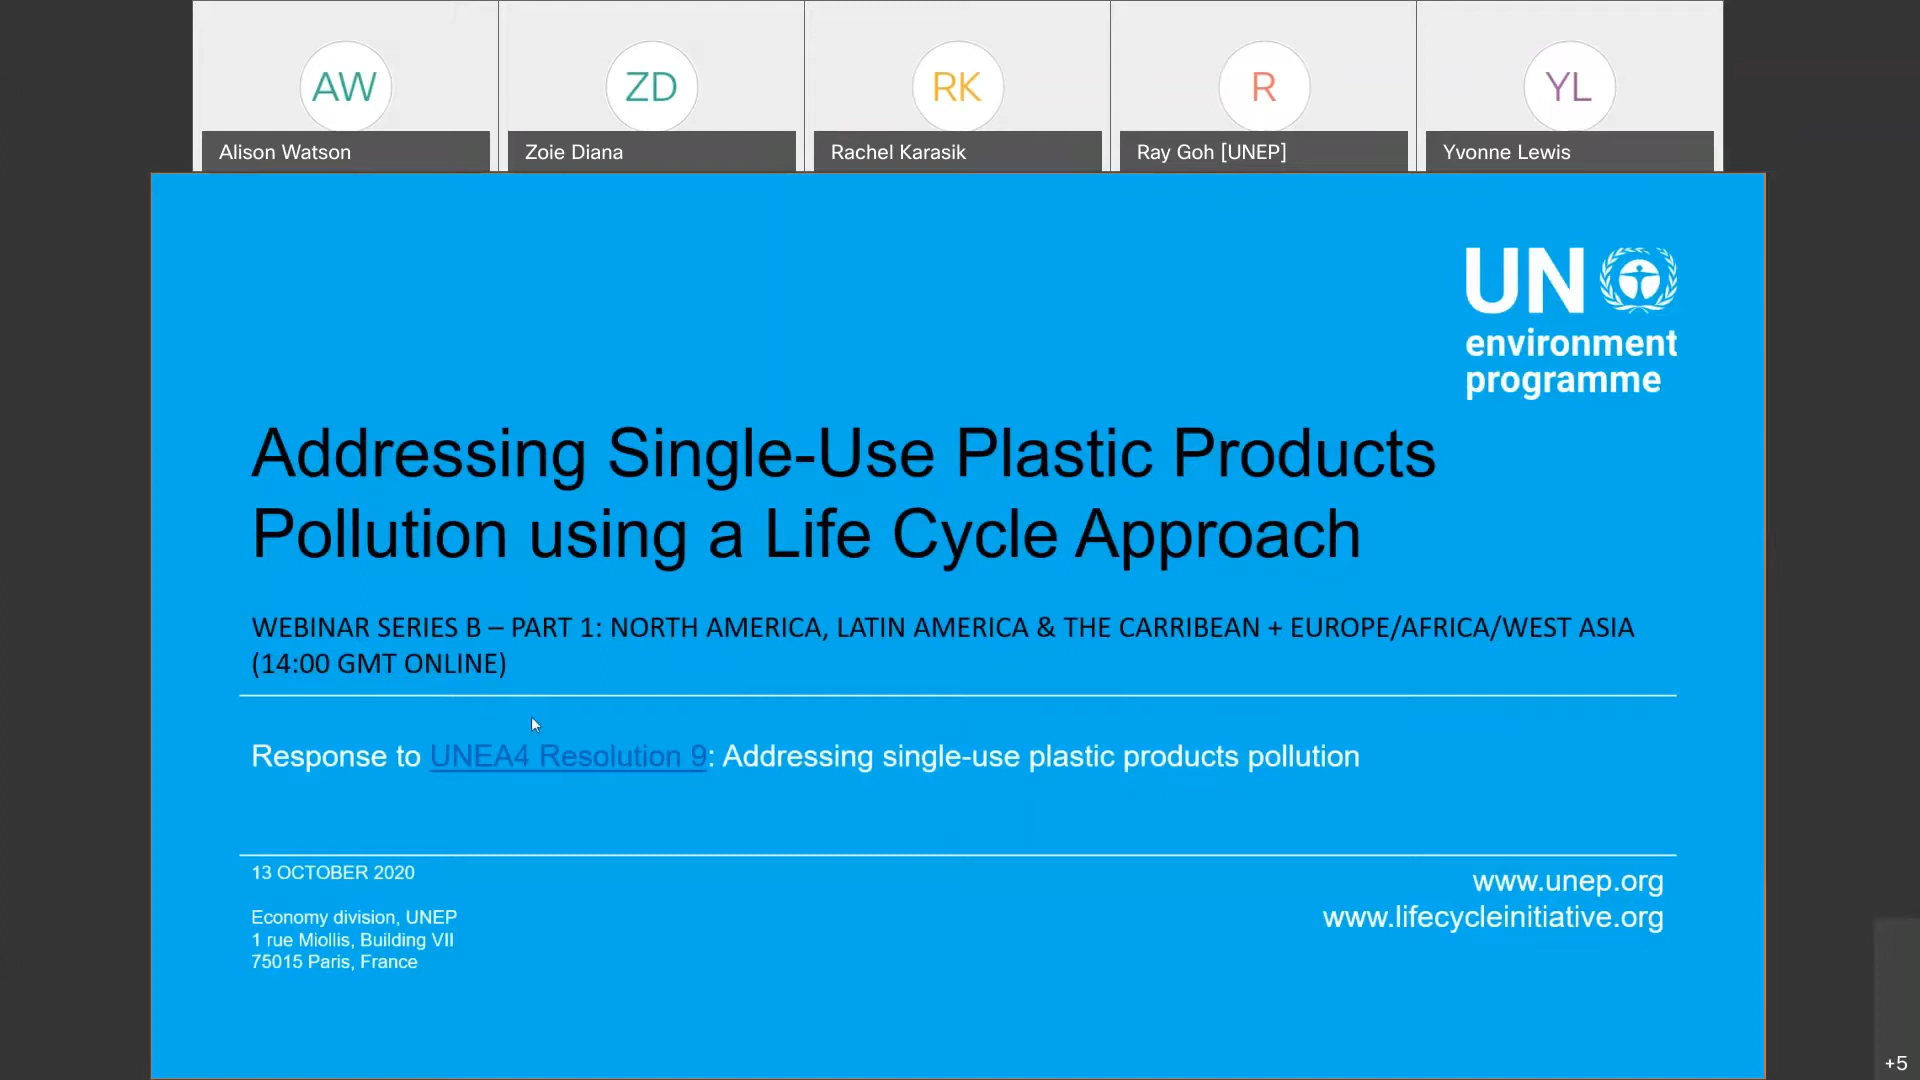 AW
ZD
RK
R
YL
Alison Watson
Zoie Diana
Rachel Karasik
Ray Goh [UNEP]
Yvonne Lewis
UN
environment
programme
Addressing Single-Use Plastic Products
Pollution using a Life Cycle Approach
WEBINAR SERIES B – PART 1: NORTH AMERICA, LATIN AMERICA & THE CARRIBEAN + EUROPE/AFRICA/WEST ASIA
(14:00 GMT ONLINE)
Response to UNEA4 Resolution 9: Addressing single-use plastic products pollution
13 OCTOBER 2020
Economy division, UNEP
1 rue Miollis, Building VII
75015 Paris, France
www.unep.org
www.lifecycleinitiative.org
+5